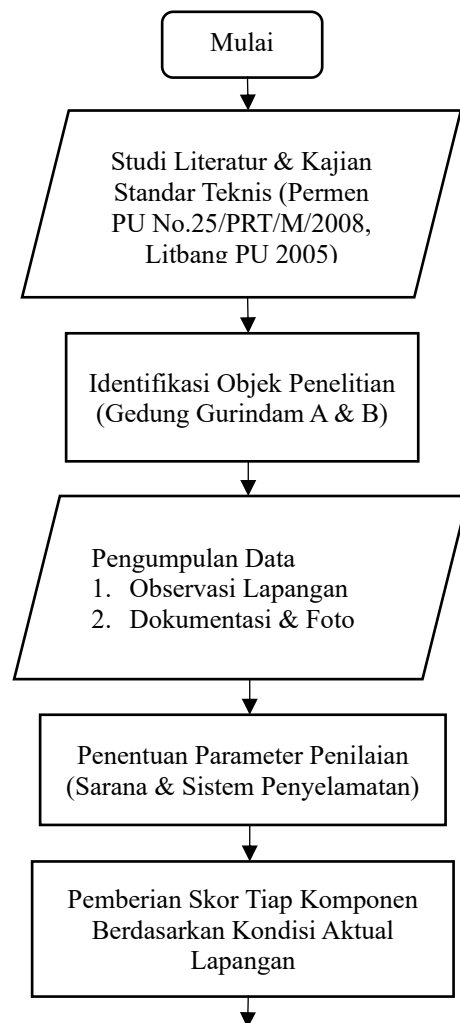 Mulai
Studi Literatur & Kajian
Standar Teknis (Permen
PU No.25/PRT/M/2008,
Litbang PU 2005)
Identifikasi Objek Penelitian
(Gedung Gurindam A & B)
Pengumpulan Data
1. Observasi Lapangan
2. Dokumentasi & Foto
Penentuan Parameter Penilaian
(Sarana & Sistem Penyelamatan)
Pemberian Skor Tiap Komponen
Berdasarkan Kondisi Aktual
Lapangan